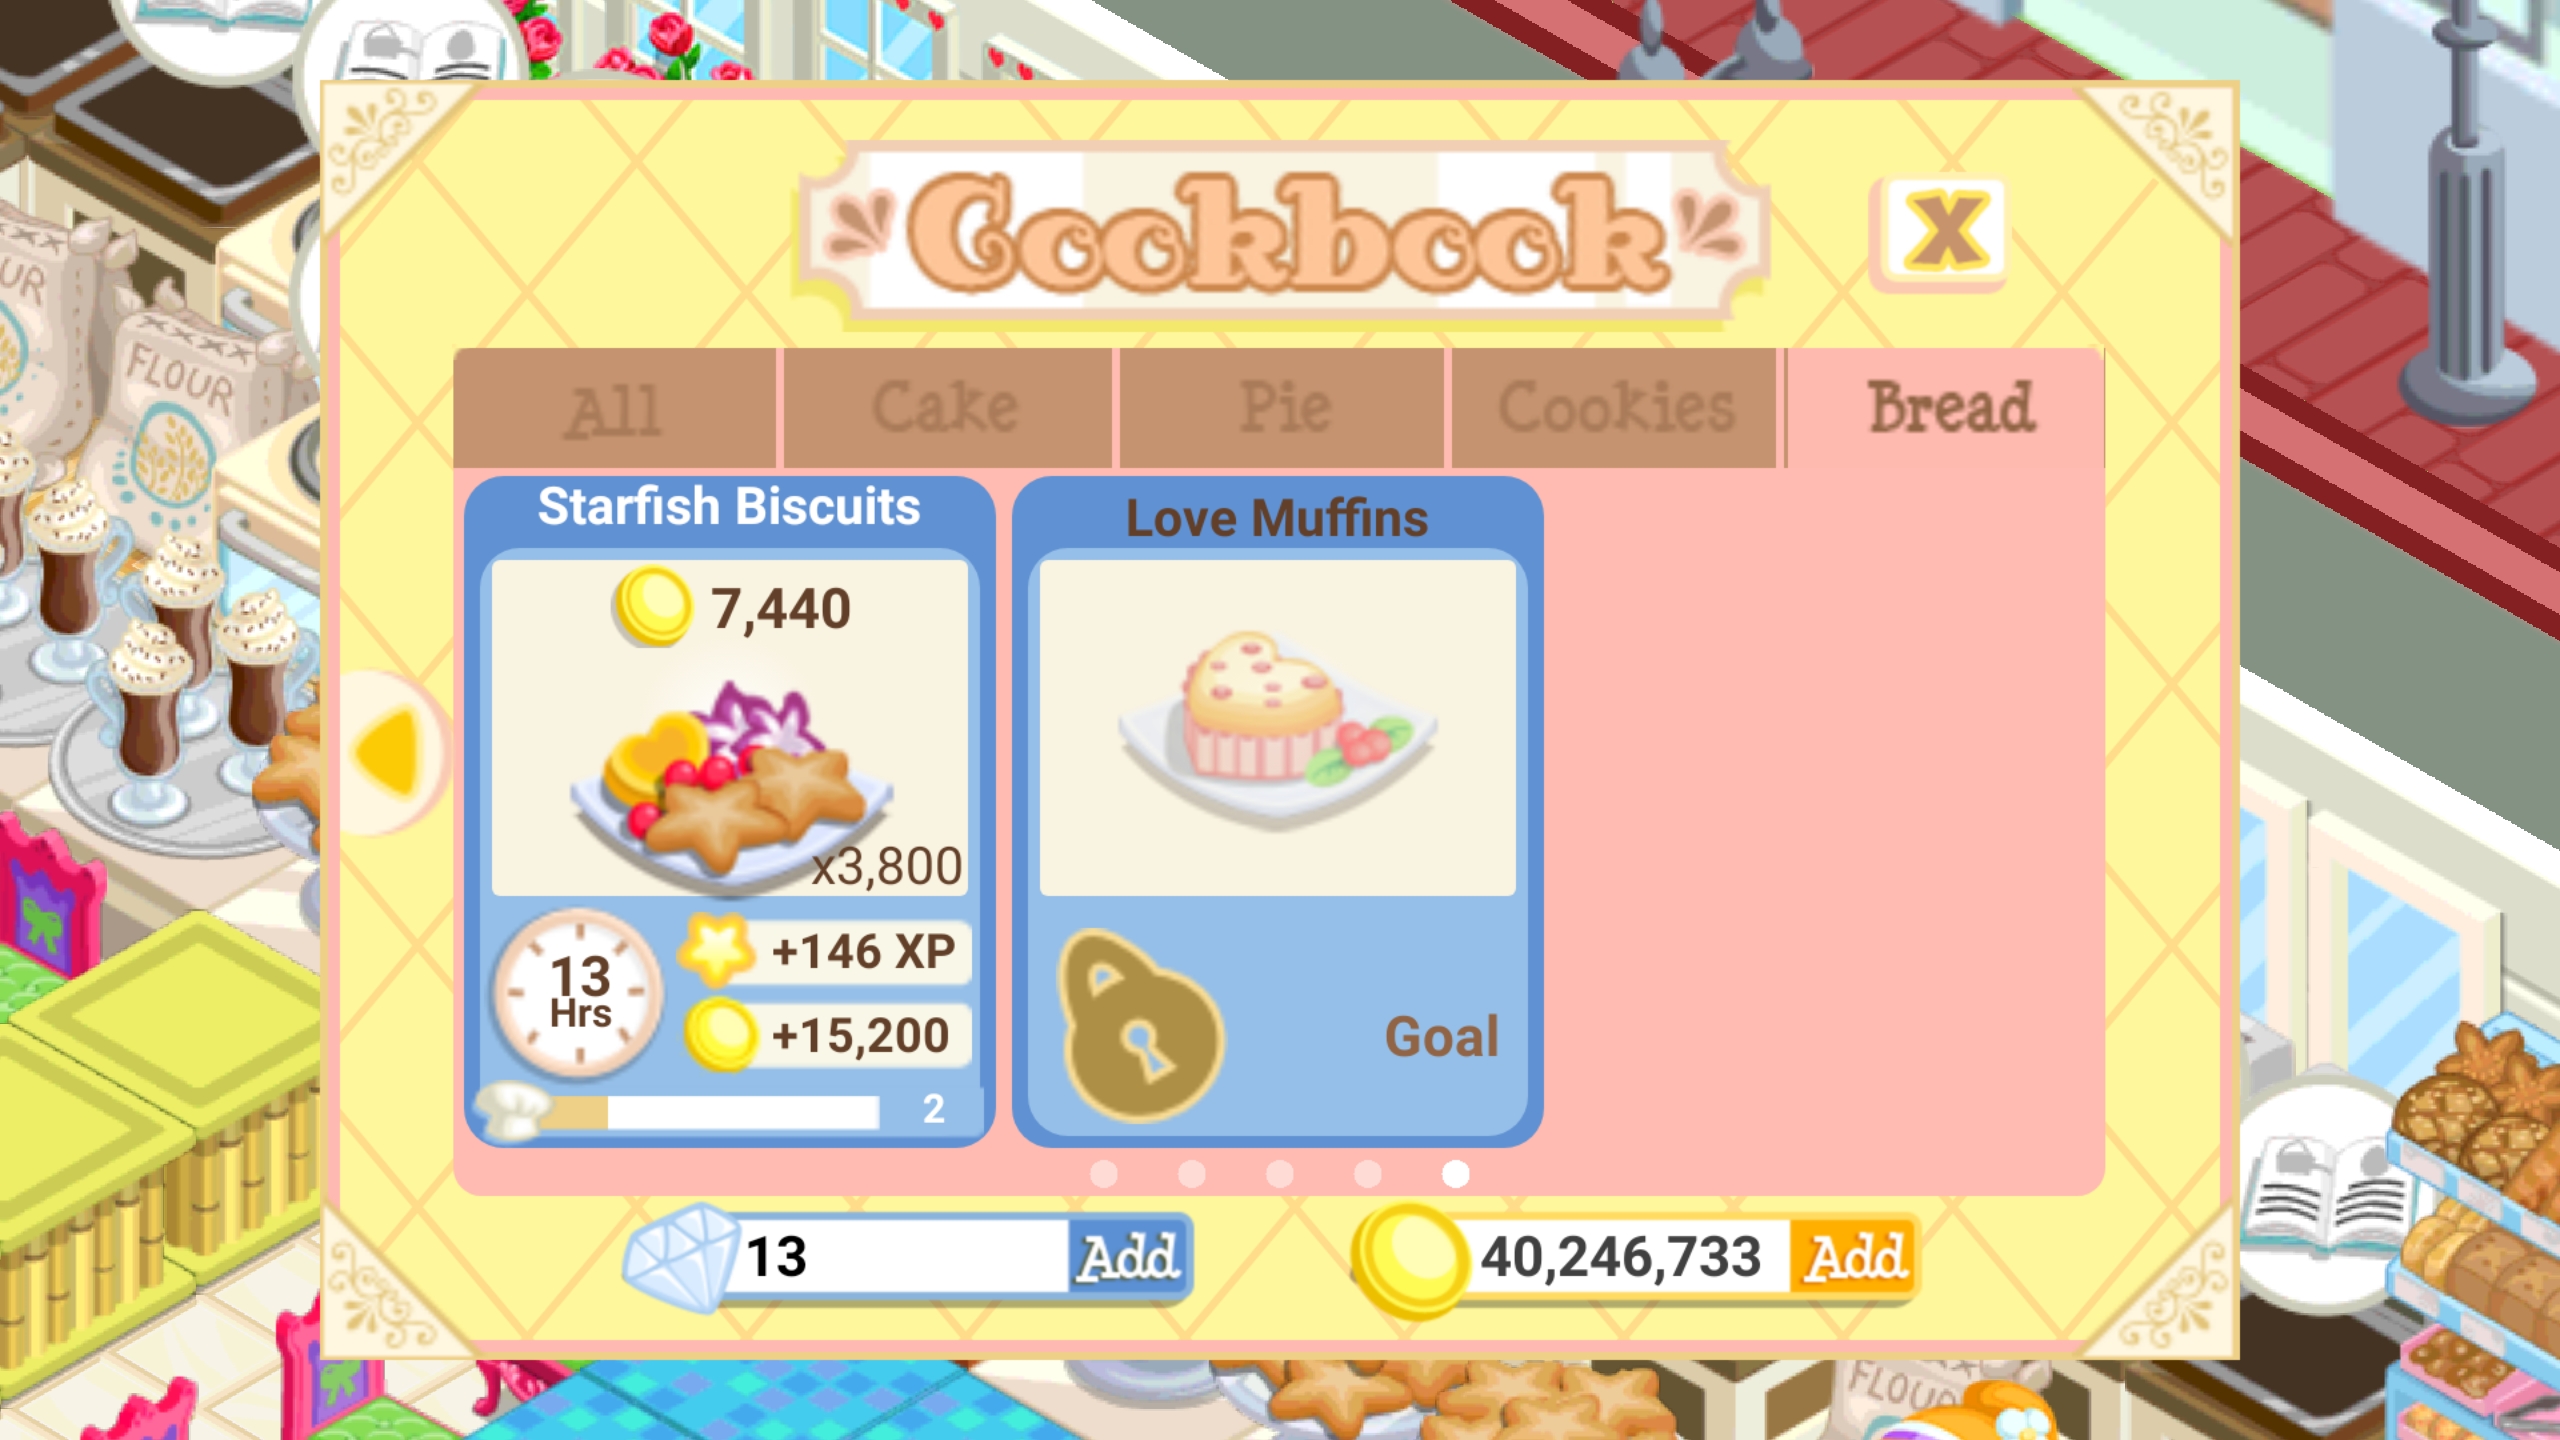 Cookbook
X
All
Cake
Pie
Cookies
Bread
Starfish Biscuits
7,440
x3,800
13
Hrs
+146 XP
+15,200
2
Love Muffins
Goal
13
Add
40,246,733
Add
UR
FLOUR
FLOUR